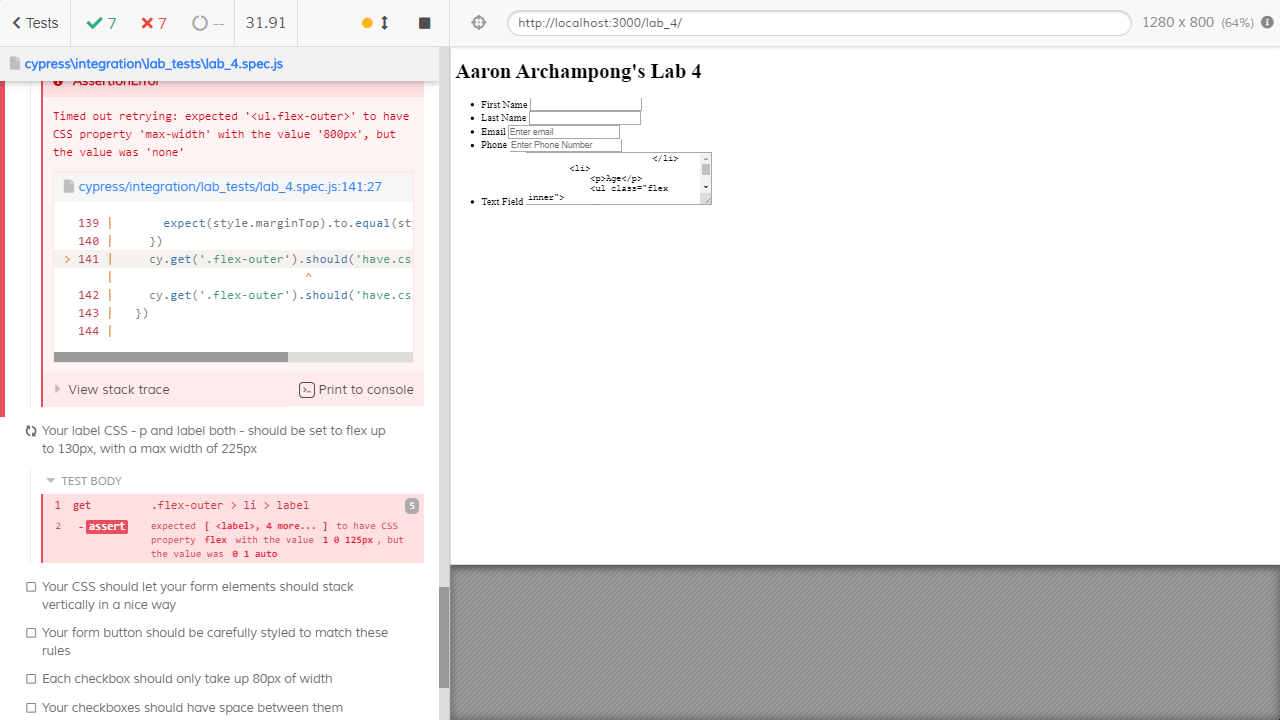 Tests
7
7
--
31.91
http://localhost:3000/lab_4/
1280 x 800 (64%)
cypress\integration\lab_tests\lab_4.spec.js
AssertionError
Timed out retrying: expected '<ul.flex-outer>' to have
CSS property 'max-width' with the value '800px', but
the value was 'none'
cypress/integration/lab_tests/lab_4.spec.js:141:27
139 | expect(style.marginTop).to.equal(st
140 | })
> 141 | cy.get('.flex-outer').should('have.cs
| ^
142 | cy.get('.flex-outer').should('have.cs
143 | })
144 |
View stack trace
Print to console
Your label CSS - p and label both - should be set to flex up
to 130px, with a max width of 225px
TEST BODY
1 get .flex-outer > li > label 5
2 -assert expected [ <label>, 4 more... ] to have CSS
property flex with the value 1 0 125px, but
the value was 0 1 auto
Your CSS should let your form elements should stack
vertically in a nice way
Your form button should be carefully styled to match these
rules
Each checkbox should only take up 80px of width
Your checkboxes should have space between them
Aaron Archampong's Lab 4
• First Name
• Last Name
• Email Enter email
• Phone Enter Phone Number
</li>
<li>
<p>Age</p>
<ul class="flex
inner">
• Text Field